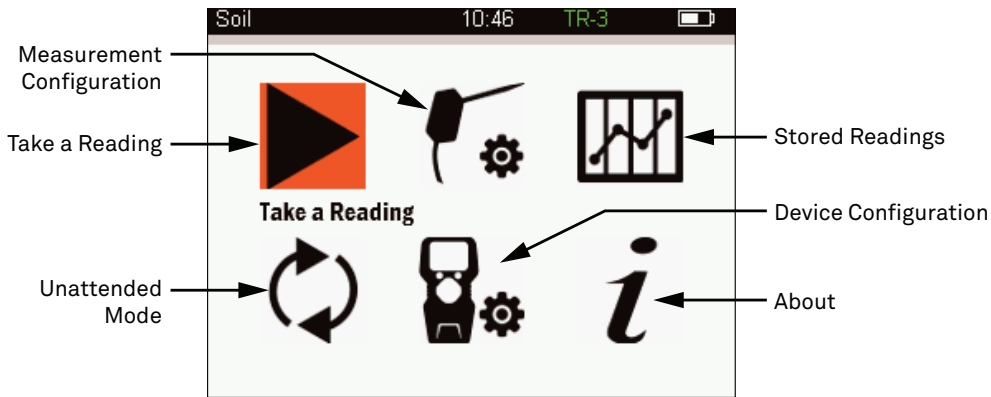 Soil 10:46 TR-3
Measurement
Configuration
Take a Reading
Stored Readings
Take a Reading
Device Configuration
Unattended
Mode
About